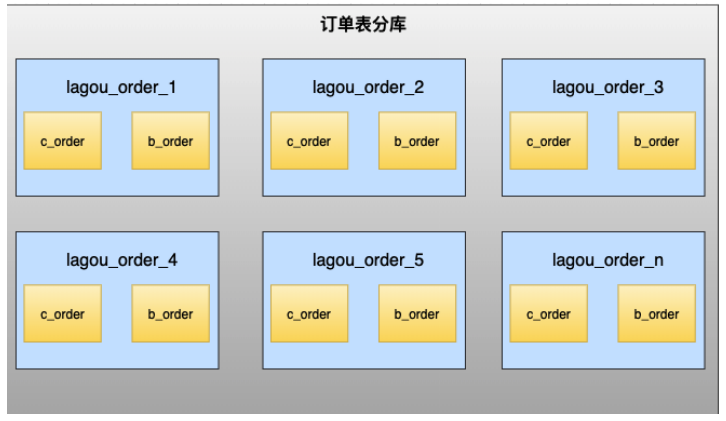 订单表分库
lagou_order_1
lagou_order_2
lagou_order_3
c_order
b_order
c_order
b_order
c_order
b_order
lagou_order_4
lagou_order_5
lagou_order_n
c_order
b_order
c_order
b_order
c_order
b_order